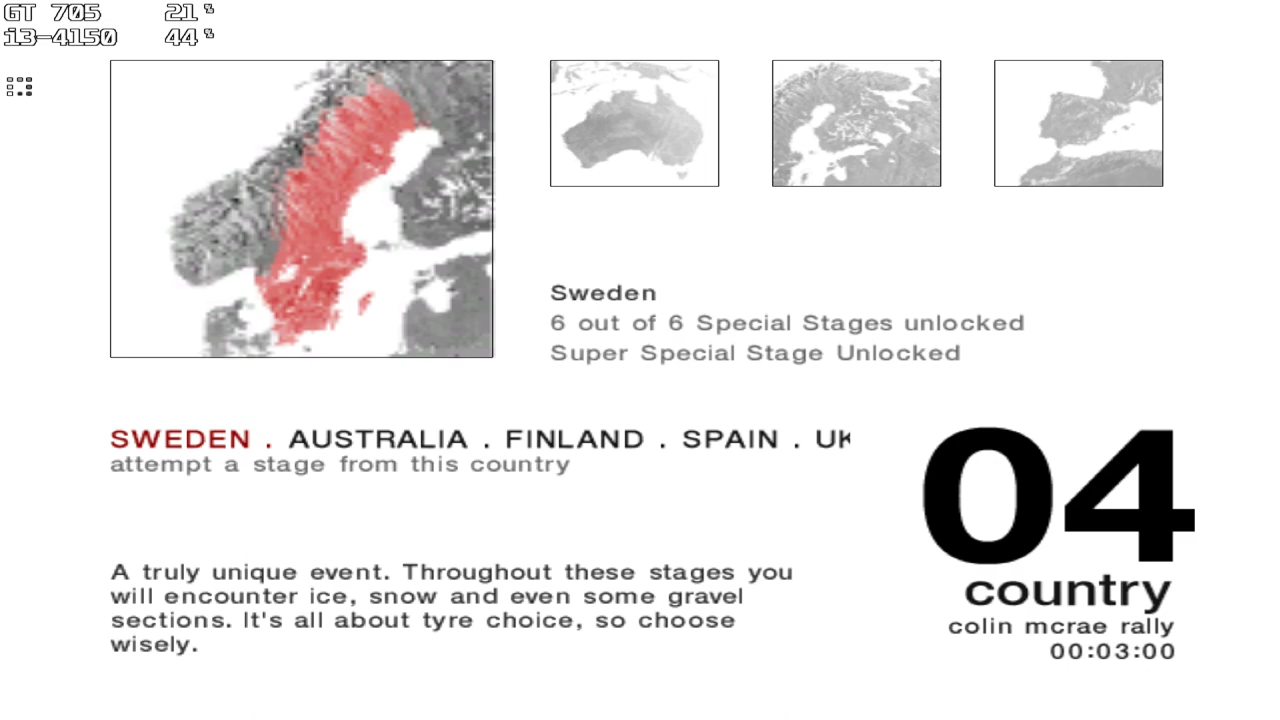 GT 705 21 %
i3-4150 44 %
Sweden
6 out of 6 Special Stages unlocked
Super Special Stage Unlocked
SWEDEN . AUSTRALIA . FINLAND . SPAIN . UK
attempt a stage from this country
A truly unique event. Throughout these stages you
will encounter ice, snow and even some gravel
sections. It's all about tyre choice, so choose
wisely.
04
country
colin mcrae rally
00:03:00